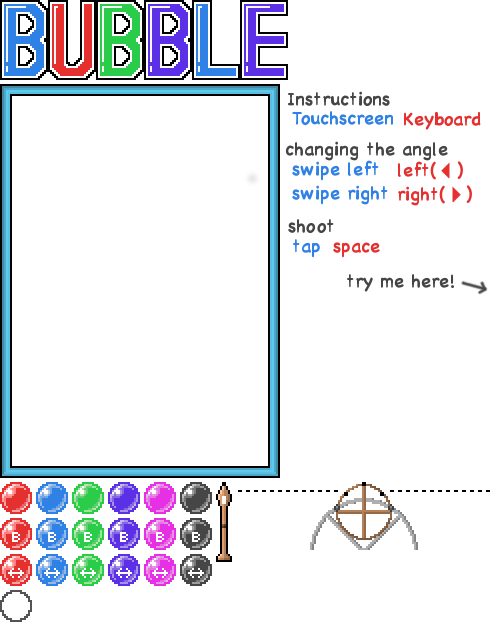 BUBBLE
Instructions
Touchscreen Keyboard
changing the angle
swipe left left(◀)
swipe right right(▶)
shoot
tap space
try me here!
B B B B B B